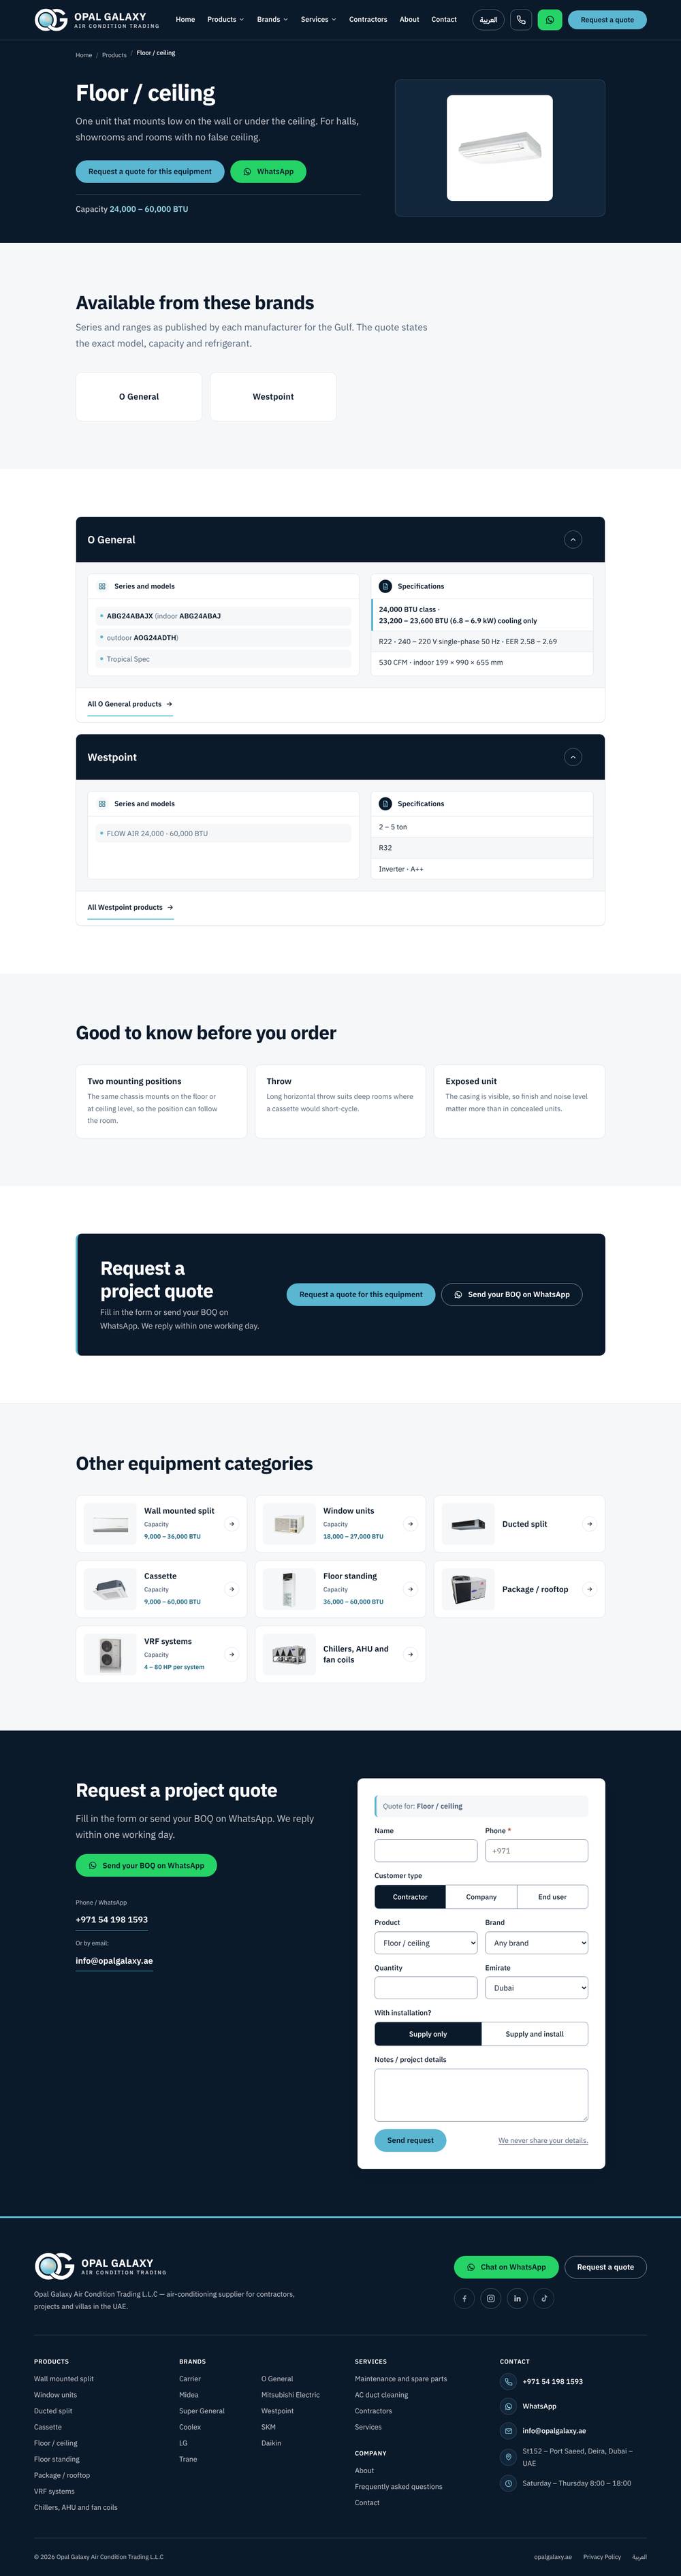 OPAL GALAXY
AIR CONDITION TRADING
Home
Products
Brands
Services
Contractors
About
Contact
العربية
Request a quote
Home / Products / Floor / ceiling
Floor / ceiling
One unit that mounts low on the wall or under the ceiling. For halls,
showrooms and rooms with no false ceiling.
Request a quote for this equipment
WhatsApp
Capacity 24,000 – 60,000 BTU
Available from these brands
Series and ranges as published by each manufacturer for the Gulf. The quote states
the exact model, capacity and refrigerant.
O General
Westpoint
O General
Series and models
ABG24ABAJX (indoor ABG24ABAJ
outdoor AOG24ADTH)
Tropical Spec
Specifications
24,000 BTU class ·
23,200 – 23,600 BTU (6.8 – 6.9 kW) cooling only
R22 · 240 – 220 V single-phase 50 Hz · EER 2.58 – 2.69
530 CFM · indoor 199 × 990 × 655 mm
All O General products →
Westpoint
Series and models
FLOW AIR 24,000 · 60,000 BTU
Specifications
2 – 5 ton
R32
Inverter · A++
All Westpoint products →
Good to know before you order
Two mounting positions
The same chassis mounts on the floor or
at ceiling level, so the position can follow
the room.
Throw
Long horizontal throw suits deep rooms where
a cassette would short-cycle.
Exposed unit
The casing is visible, so finish and noise level
matter more than in concealed units.
Request a
project quote
Fill in the form or send your BOQ on
WhatsApp. We reply within one working day.
Request a quote for this equipment
Send your BOQ on WhatsApp
Other equipment categories
Wall mounted split
Capacity
9,000 – 36,000 BTU
Window units
Capacity
18,000 – 27,000 BTU
Ducted split
Cassette
Capacity
9,000 – 60,000 BTU
Floor standing
Capacity
36,000 – 60,000 BTU
Package / rooftop
VRF systems
Capacity
4 – 80 HP per system
Chillers, AHU and
fan coils
Request a project quote
Fill in the form or send your BOQ on WhatsApp. We reply
within one working day.
Send your BOQ on WhatsApp
Phone / WhatsApp
+971 54 198 1593
Or by email:
info@opalgalaxy.ae
Quote for: Floor / ceiling
Name
Phone *
+971
Customer type
Contractor
Company
End user
Product
Brand
Floor / ceiling
Any brand
Quantity
Emirate
Dubai
With installation?
Supply only
Supply and install
Notes / project details
Send request
We never share your details.
OPAL GALAXY
AIR CONDITION TRADING
Opal Galaxy Air Condition Trading L.L.C — air-conditioning supplier for contractors,
projects and villas in the UAE.
Chat on WhatsApp
Request a quote
PRODUCTS
Wall mounted split
Window units
Ducted split
Cassette
Floor / ceiling
Floor standing
Package / rooftop
VRF systems
Chillers, AHU and fan coils
BRANDS
Carrier
Midea
Super General
Coolex
LG
Trane
O General
Mitsubishi Electric
Westpoint
SKM
Daikin
SERVICES
Maintenance and spare parts
AC duct cleaning
Contractors
Services
COMPANY
About
Frequently asked questions
Contact
CONTACT
+971 54 198 1593
WhatsApp
info@opalgalaxy.ae
St152 – Port Saeed, Deira, Dubai –
UAE
Saturday – Thursday 8:00 – 18:00
© 2026 Opal Galaxy Air Condition Trading L.L.C
opalgalaxy.ae
Privacy Policy
العربية